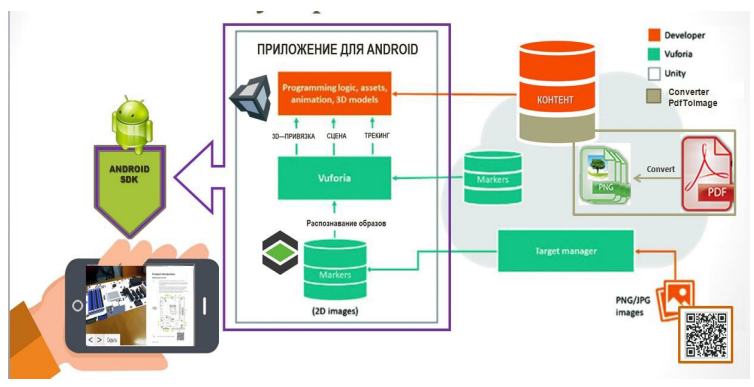 ПРИЛОЖЕНИЕ ДЛЯ ANDROID
Programming logic, assets,
animation, 3D models
3D—ПРИВЯЗКА
СЦЕНА
ТРЕКИНГ
Vuforia
Распознавание образов
Markers
(2D images)
ANDROID
SDK
КОНТЕНТ
Markers
Target manager
Developer
Vuforia
Unity
Converter
PdfToImage
PNG
Convert
PDF
PNG/JPG
images